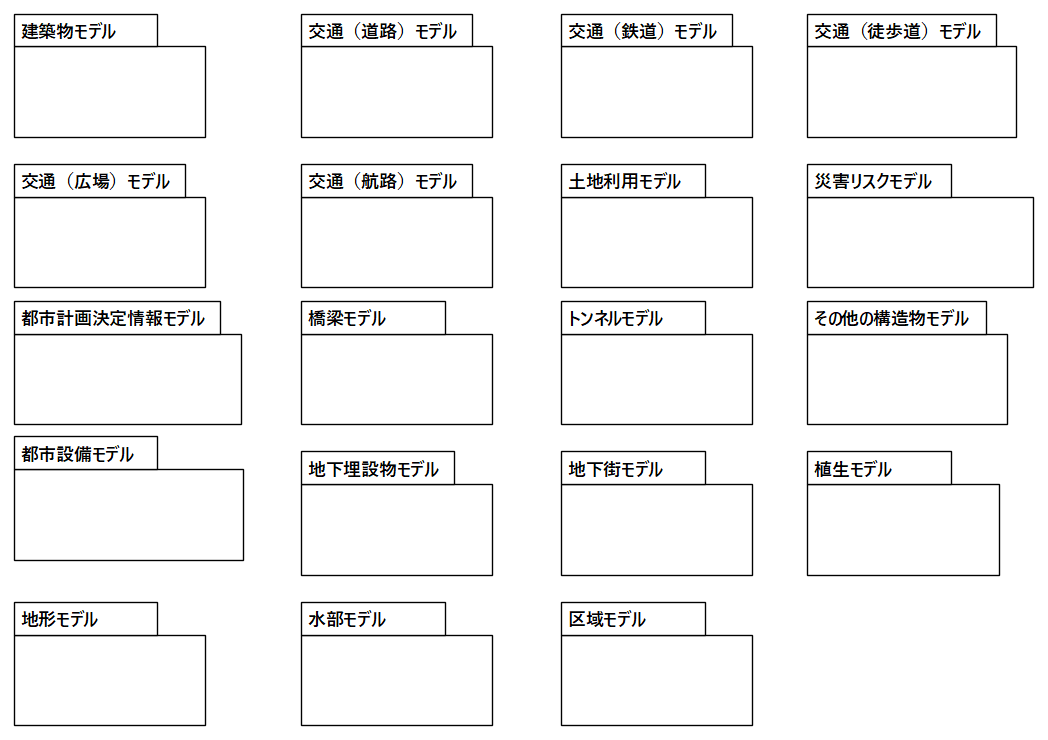 建築物モデル
交通（道路）モデル
交通（鉄道）モデル
交通（徒歩道）モデル
交通（広場）モデル
交通（航路）モデル
土地利用モデル
災害リスクモデル
都市計画決定情報モデル
橋梁モデル
トンネルモデル
その他の構造物モデル
都市設備モデル
地下埋設物モデル
地下街モデル
植生モデル
地形モデル
水部モデル
区域モデル